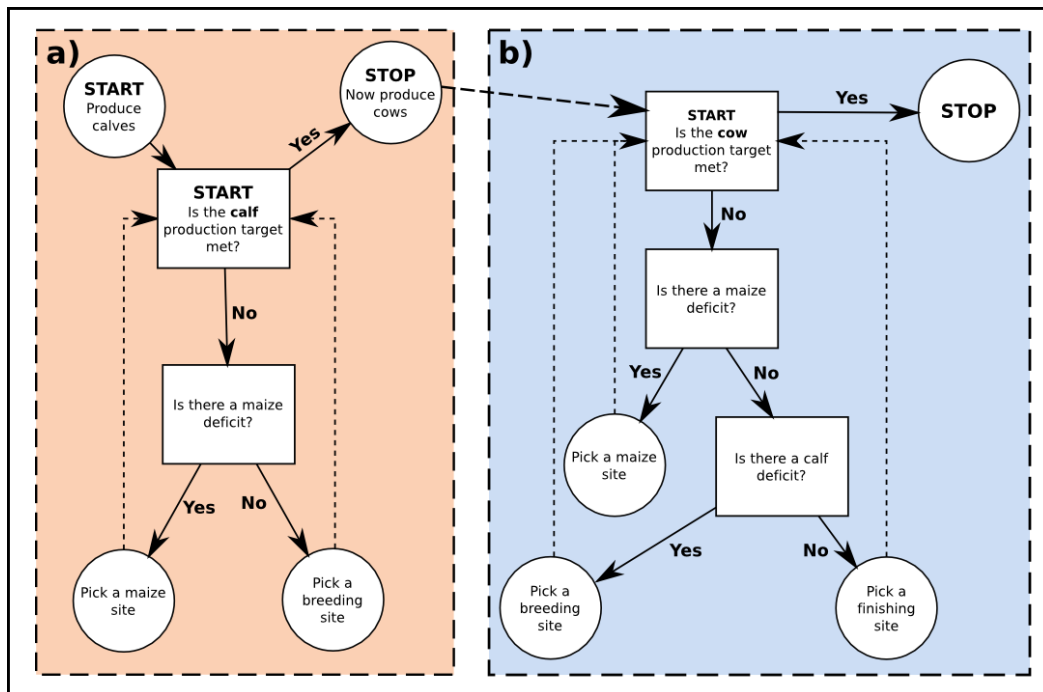 a)
START
Produce
calves
STOP
Now produce
cows
Yes
START
Is the calf
production target
met?
No
Is there a maize
deficit?
Yes
No
Pick a maize
site
Pick a
breeding
site
b)
START
Is the cow
production target
met?
Yes
STOP
No
Is there a maize
deficit?
Yes
No
Pick a maize
site
Is there a calf
deficit?
Yes
No
Pick a
breeding
site
Pick a
finishing
site